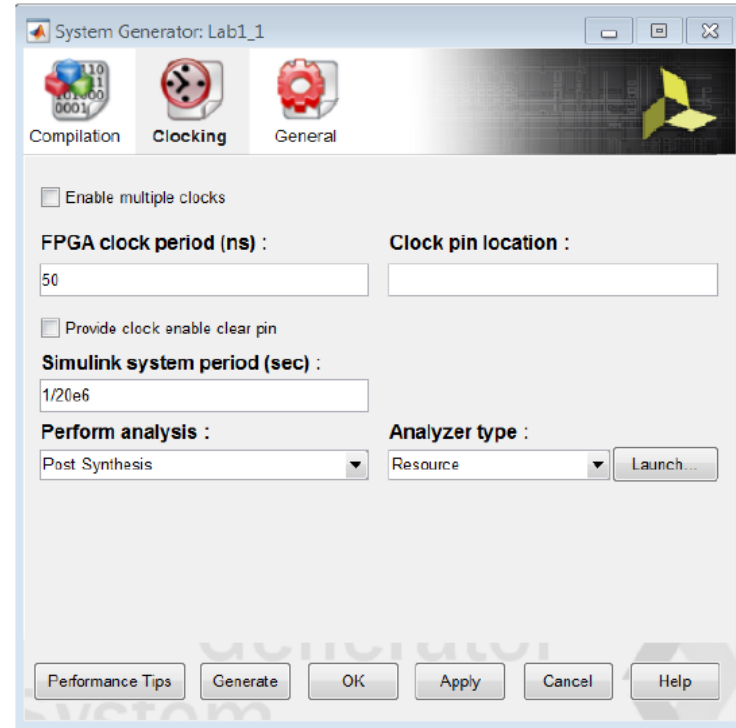 System Generator: Lab1_1
Compilation Clocking General
Enable multiple clocks
FPGA clock period (ns) : Clock pin location :
50
Provide clock enable clear pin
Simulink system period (sec) :
1/20e6
Perform analysis : Analyzer type :
Post Synthesis Resource Launch...
Generator
Performance Tips Generate OK Apply Cancel Help
System